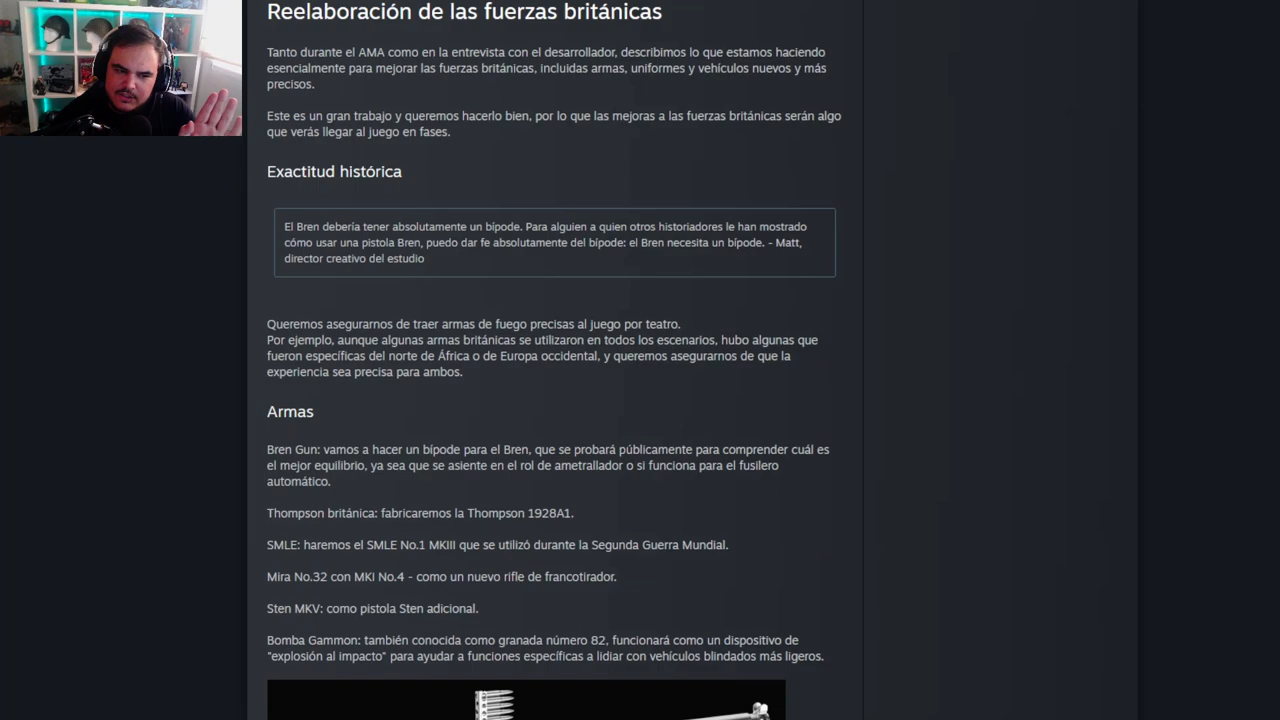 Reelaboración de las fuerzas británicas
Tanto durante el AMA como en la entrevista con el desarrollador, describimos lo que estamos haciendo
esencialmente para mejorar las fuerzas británicas, incluidas armas, uniformes y vehículos nuevos y más
precisos.
Este es un gran trabajo y queremos hacerlo bien, por lo que las mejoras a las fuerzas británicas serán algo
que verás llegar al juego en fases.
Exactitud histórica
El Bren debería tener absolutamente un bípode. Para alguien a quien otros historiadores le han mostrado
cómo usar una pistola Bren, puedo dar fe absolutamente del bípode: el Bren necesita un bípode. - Matt,
director creativo del estudio
Queremos asegurarnos de traer armas de fuego precisas al juego por teatro.
Por ejemplo, aunque algunas armas británicas se utilizaron en todos los escenarios, hubo algunas que
fueron específicas del norte de África o de Europa occidental, y queremos asegurarnos de que la
experiencia sea precisa para ambos.
Armas
Bren Gun: vamos a hacer un bípode para el Bren, que se probará públicamente para comprender cuál es
el mejor equilibrio, ya sea que se asiente en el rol de ametrallador o si funciona para el fusilero
automático.
Thompson británica: fabricaremos la Thompson 1928A1.
SMLE: haremos el SMLE No.1 MKIII que se utilizó durante la Segunda Guerra Mundial.
Mira No.32 con MKI No.4 - como un nuevo rifle de francotirador.
Sten MKV: como pistola Sten adicional.
Bomba Gammon: también conocida como granada número 82, funcionará como un dispositivo de
"explosión al impacto" para ayudar a funciones específicas a lidiar con vehículos blindados más ligeros.